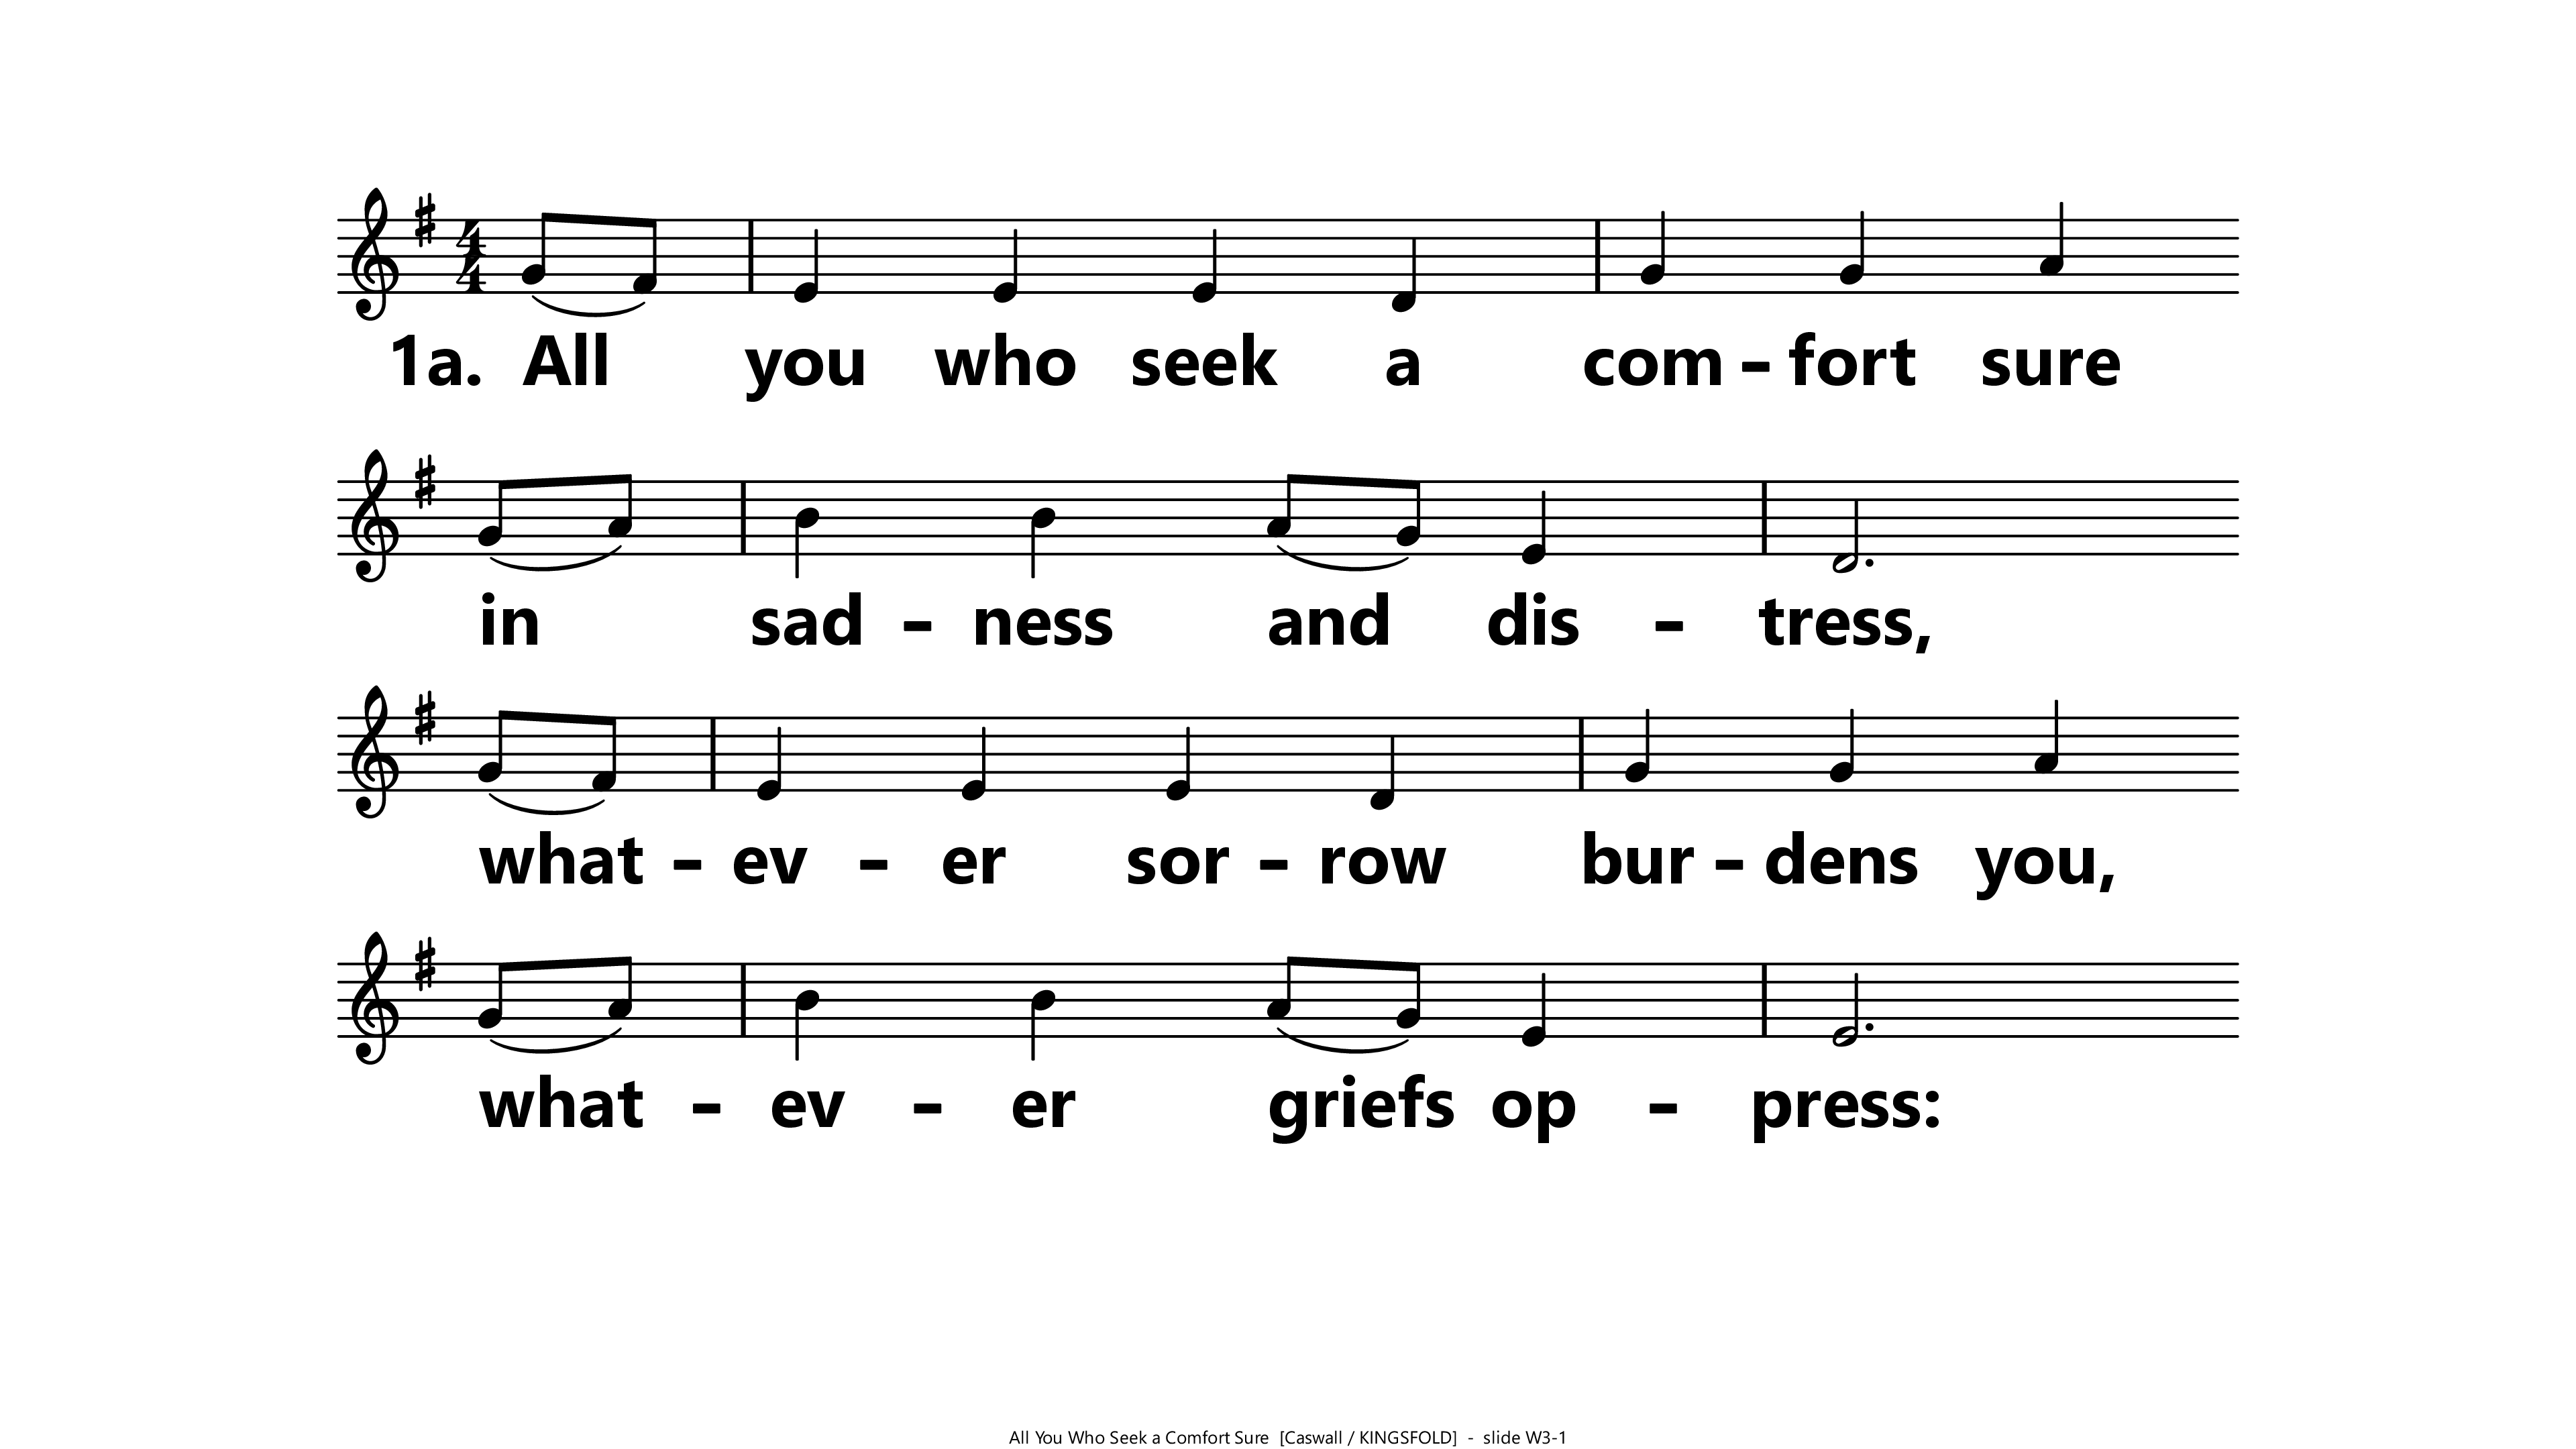 1a. All you who seek a com - fort sure
in sad - ness and dis - tress,
what - ev - er sor - row bur - dens you,
what - ev - er griefs op - press:
All You Who Seek a Comfort Sure [Caswall / KINGSFOLD] - slide W3-1